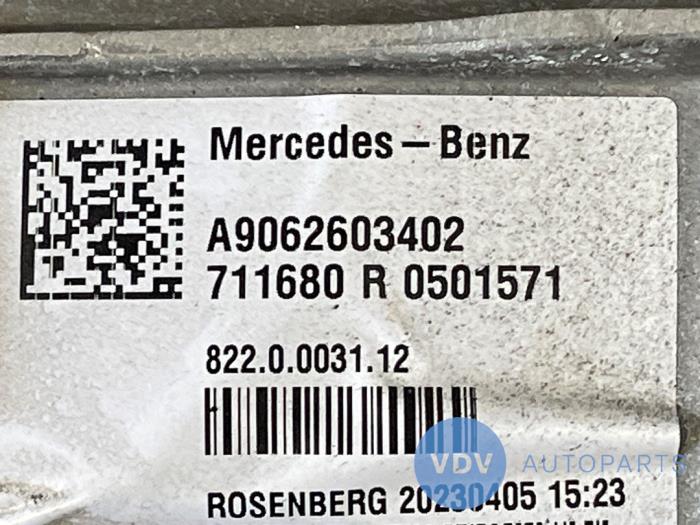 Mercedes-Benz
A9062603402
711680 R 0501571
822.0.0031.12
VDV AUTOPARTS
ROSENBERG 20230405 15:23